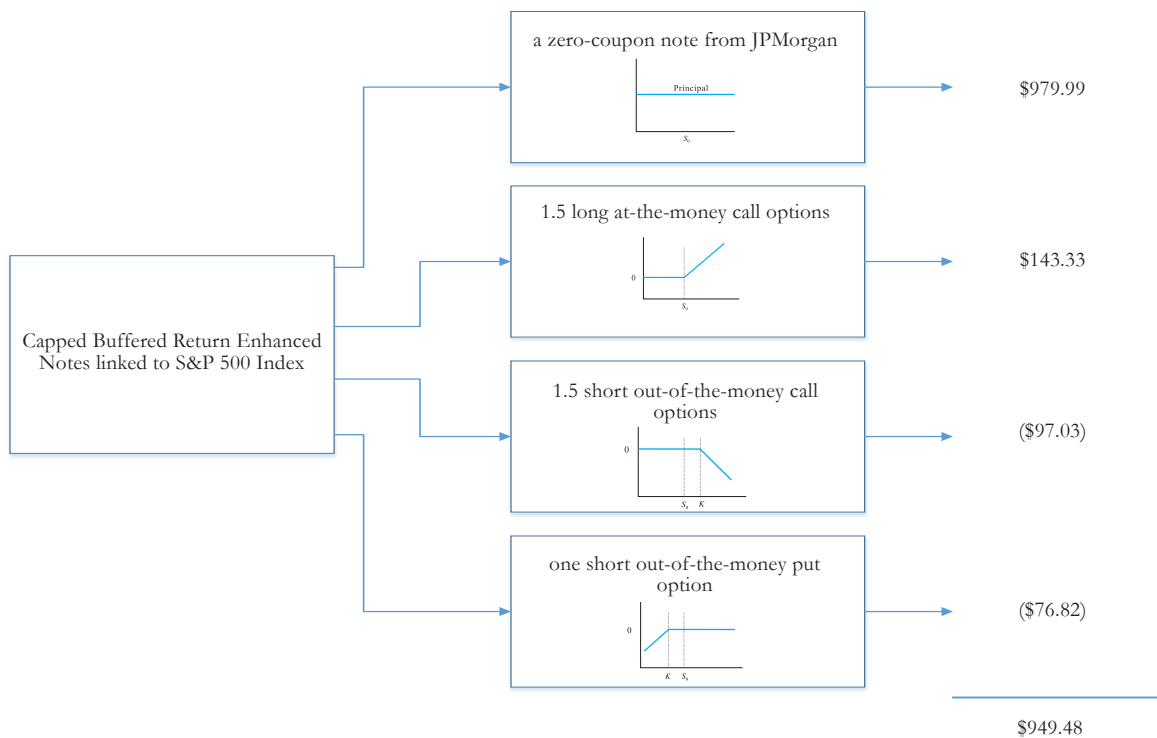 a zero-coupon note from JPMorgan
Principal
S₀
$979.99
1.5 long at-the-money call options
0
S₀
$143.33
Capped Buffered Return Enhanced
Notes linked to S&P 500 Index
1.5 short out-of-the-money call
options
0
S₀ K
($97.03)
one short out-of-the-money put
option
0
K S₀
($76.82)
$949.48